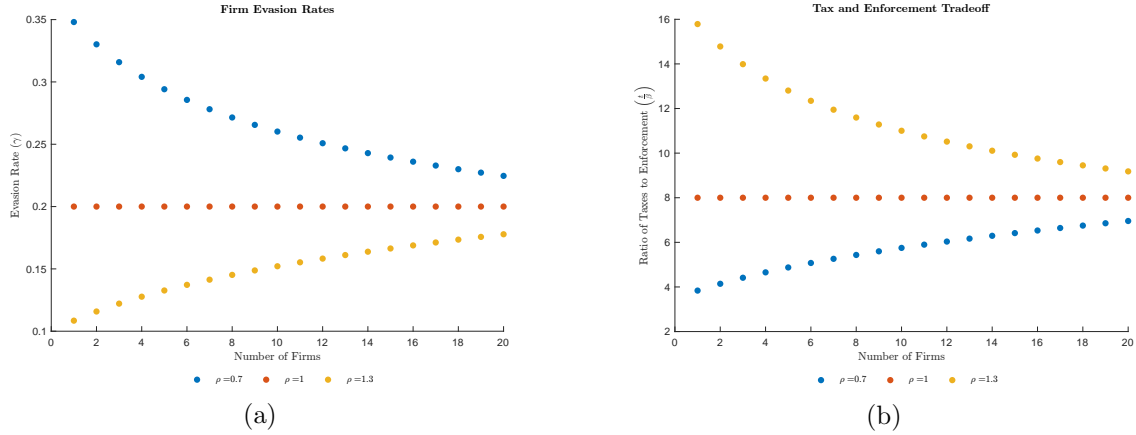 Firm Evasion Rates
Evasion Rate (γ)
0.35
0.3
0.25
0.2
0.15
0.1
0 2 4 6 8 10 12 14 16 18 20
Number of Firms
ρ =0.7 ρ =1 ρ =1.3
(a)
Tax and Enforcement Tradeoff
Ratio of Taxes to Enforcement (t/β)
16
14
12
10
8
6
4
2
0 2 4 6 8 10 12 14 16 18 20
Number of Firms
ρ =0.7 ρ =1 ρ =1.3
(b)